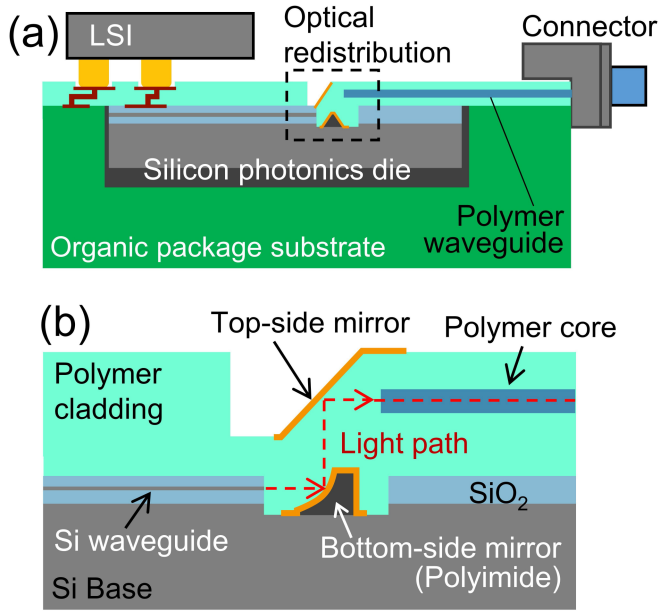 (a)
LSI
Optical
redistribution
Connector
Silicon photonics die
Polymer
waveguide
Organic package substrate
(b)
Top-side mirror
Polymer core
Polymer
cladding
Light path
SiO₂
Si waveguide
Bottom-side mirror
(Polyimide)
Si Base